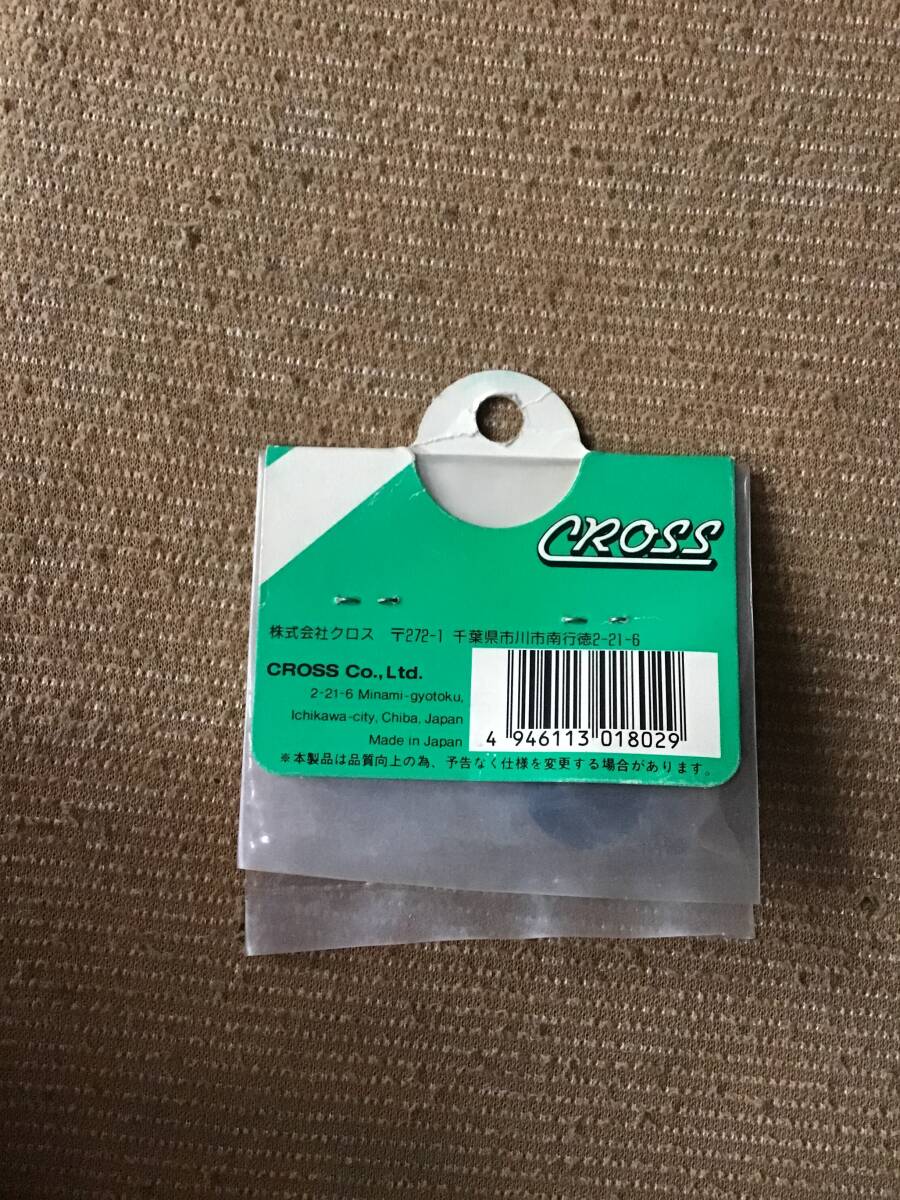 CROSS
株式会社クロス 〒272-1 千葉県市川市南行徳2-21-6
CROSS Co.,Ltd.
2-21-6 Minami-gyotoku,
Ichikawa-city, Chiba, Japan
Made in Japan
4 946113 018029
※本製品は品質向上の為、予告なく仕様を変更する場合があります。